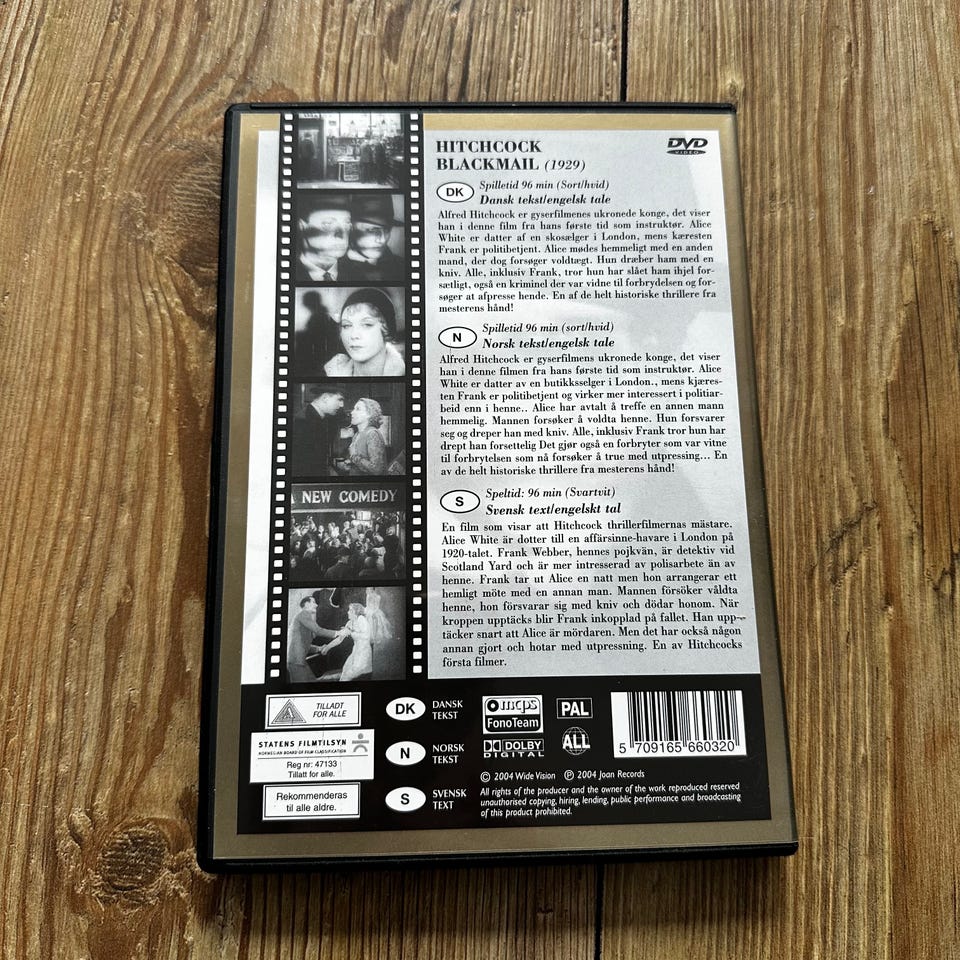 NEW COMEDY
HITCHCOCK
BLACKMAIL (1929)
DVD
VIDEO
DK
Spilletid 96 min (Sort/hvid)
Dansk tekst/engelsk tale
Alfred Hitchcock er gyserfilmenes ukronede konge, det viser
han i denne film fra hans første tid som instruktør. Alice
White er datter af en skosælger i London, mens kæresten
Frank er politibetjent. Alice mødes hemmeligt med en anden
mand, der dog forsøger voldtægt. Hun dræber ham med en
kniv. Alle, inklusiv Frank, tror hun har slået ham ihjel for-
sætligt, også en kriminel der var vidne til forbrydelsen og for-
søger at afpresse hende. En af de helt historiske thrillere fra
mesterens hånd!
N
Spilletid 96 min (sort/hvid)
Norsk tekst/engelsk tale
Alfred Hitchcock er gyserfilmenes ukronede konge, det viser
han i denne filmen fra hans første tid som instruktør. Alice
White er datter av en butikksselger i London., mens kjæres-
ten Frank er politibetjent og virker mer interessert i politiar-
beid enn i henne.. Alice har avtalt å treffe en annen mann
hemmelig. Mannen forsøker å voldta henne. Hun forsvarer
seg og dreper han med kniv. Alle, inklusiv Frank tror hun har
drept han forsettelig Det gjør også en forbryter som var vitne
til forbrytelsen som nå forsøker å true med utpressing... En
av de helt historiske thrillere fra mesterens hånd!
S
Speltid: 96 min (Svartvit)
Svensk text/engelskt tal
En film som visar att Hitchcock thrillerfilmernas mästare.
Alice White är dotter till en affärsinne-havare i London på
1920-talet. Frank Webber, hennes pojkvän, är detektiv vid
Scotland Yard och är mer intresserad av polisarbete än av
henne. Frank tar ut Alice en natt men hon arrangerar ett
hemligt möte med en annan man. Mannen försöker våldta
henne, hon försvarar sig med kniv och dödar honom. När
kroppen upptäcks blir Frank inkopplad på fallet. Han upp-
täcker snart att Alice är mördaren. Men det har också någon
annan gjort och hotar med utpressning. En av Hitchcocks
första filmer.
TILLADT
FOR ALLE
STATENS FILMTILSYN
NORWEGIAN BOARD OF FILM CLASSIFICATION
Reg nr: 47133
Tillatt for alle.
Rekommenderas
til alle aldre.
DK DANSK
TEKST
N NORSK
TEKST
S SVENSK
TEXT
mcps
FonoTeam
DOLBY
DIGITAL
PAL
ALL
5 709165 660320
© 2004 Wide Vision ℗ 2004 Joan Records
All rights of the producer and the owner of the work reproduced reserved
unauthorised copying, hiring, lending, public performance and broadcasting
of this product prohibited.